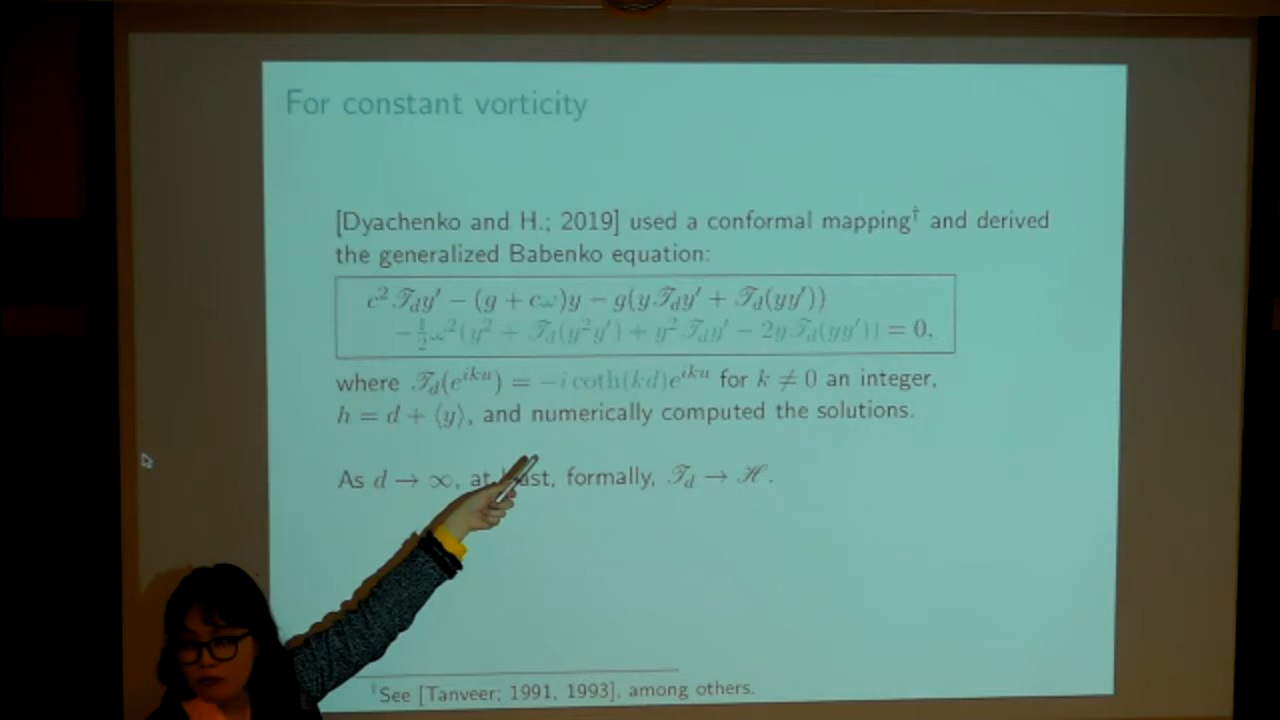 For constant vorticity
[Dyachenko and H.; 2019] used a conformal mapping† and derived
the generalized Babenko equation:
c²𝒯_d y′ − (g + cω)y − g(y𝒯_d y′ + 𝒯_d(yy′))
−½ω²(y² + 𝒯_d(y²y′) + y²𝒯_d y′ − 2y𝒯_d(yy′)) = 0,
where 𝒯_d(e^{iku}) = −i coth(kd)e^{iku} for k ≠ 0 an integer,
h = d + ⟨y⟩, and numerically computed the solutions.
As d → ∞, at formally, 𝒯_d → ℋ.
†See [Tanveer; 1991, 1993], among others.